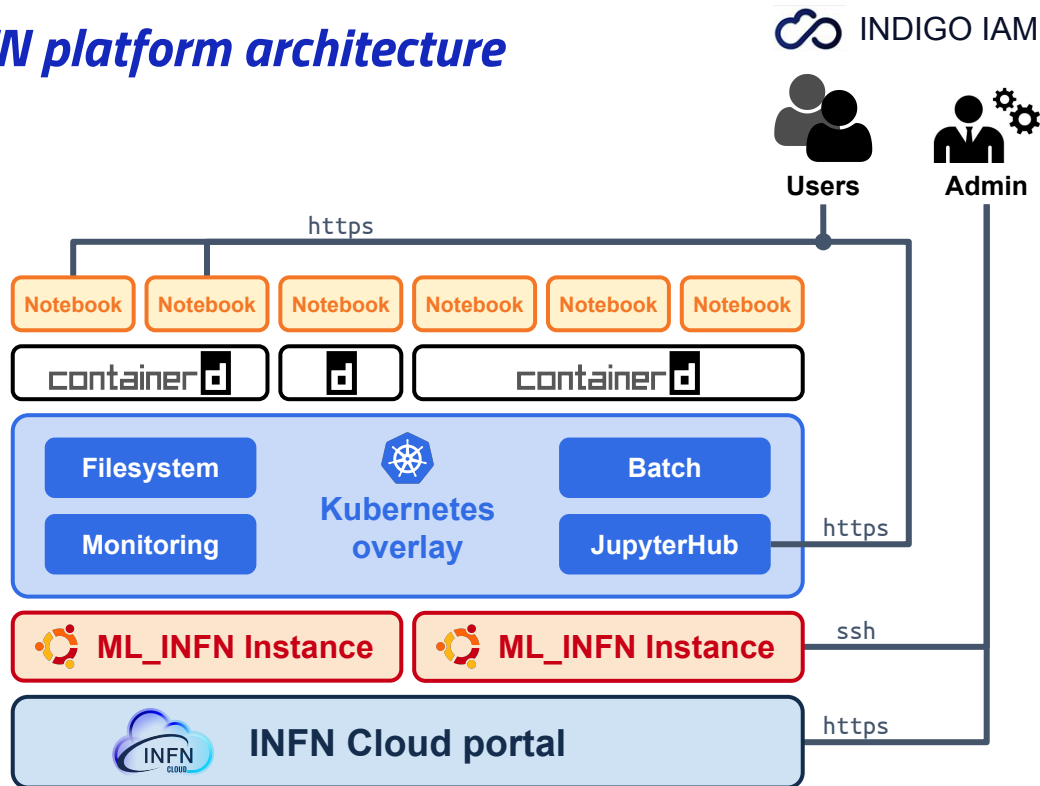 N platform architecture
INDIGO IAM
Users
Admin
https
Notebook
Notebook
Notebook
Notebook
Notebook
Notebook
containerd
d
containerd
Filesystem
Batch
Kubernetes
overlay
Monitoring
JupyterHub
https
ML_INFN Instance
ML_INFN Instance
ssh
INFN
CLOUD
INFN Cloud portal
https